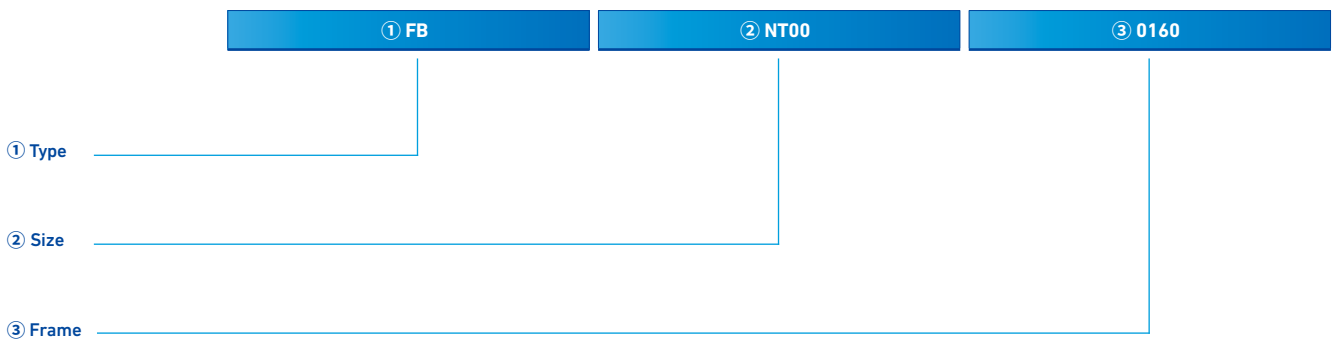 ① FB
② NT00
③ 0160
① Type
② Size
③ Frame